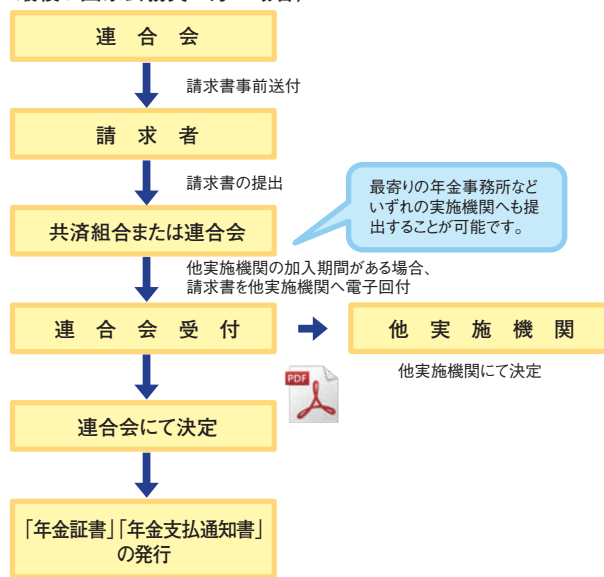 連合会
請求書事前送付
請求者
請求書の提出
最寄りの年金事務所など
いずれの実施機関へも提
出することが可能です。
共済組合または連合会
他実施機関の加入期間がある場合、
請求書を他実施機関へ電子回付
連合会受付
他実施機関
PDF
他実施機関にて決定
連合会にて決定
「年金証書」「年金支払通知書」
の発行